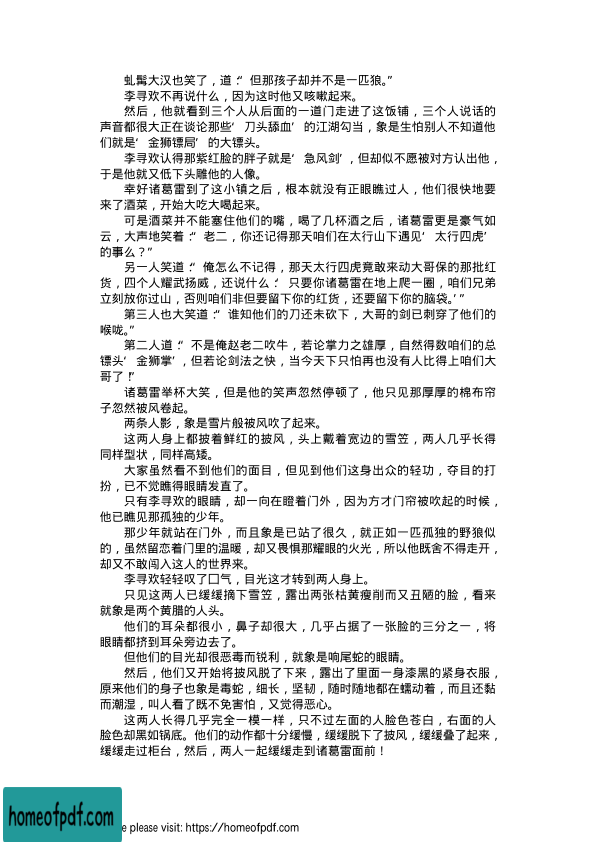 虬髯大汉也笑了，道：“但那孩子却并不是一匹狼。”
李寻欢不再说什么，因为这时他又咳嗽起来。
然后，他就看到三个人从后面的一道门走进了这饭铺，三个人说话的
声音都很大正在谈论那些‘刀头舔血’的江湖勾当，象是生怕别人不知道他
们就是‘金狮镖局’的大镖头。
李寻欢认得那紫红脸的胖子就是‘急风剑’，但却似不愿被对方认出他，
于是他就又低下头雕他的人像。
幸好诸葛雷到了这小镇之后，根本就没有正眼瞧过人，他们很快地要
来了酒菜，开始大吃大喝起来。
可是酒菜并不能塞住他们的嘴，喝了几杯酒之后，诸葛雷更是豪气如
云，大声地笑着：“老二，你还记得那天咱们在太行山下遇见‘太行四虎’
的事么？”
另一人笑道：“俺怎么不记得，那天太行四虎竟敢来动大哥保的那批红
货，四个人耀武扬威，还说什么：‘只要你诸葛雷在地上爬一圈，咱们兄弟
立刻放你过山，否则咱们非但要留下你的红货，还要留下你的脑袋。’”
第三人也大笑道：“谁知他们的刀还未砍下，大哥的剑已刺穿了他们的
喉咙。”
第二人道：“不是俺赵老二吹牛，若论掌力之雄厚，自然得数咱们的总
镖头‘金狮掌’，但若论剑法之快，当今天下只怕再也没有人比得上咱们大
哥了！”
诸葛雷举杯大笑，但是他的笑声忽然停顿了，他只见那厚厚的棉布帘
子忽然被风卷起。
两条人影，象是雪片般被风吹了起来。
这两人身上都披着鲜红的披风，头上戴着宽边的雪笠，两人几乎长得
同样型状，同样高矮。
大家虽然看不到他们的面目，但见到他们这身出众的轻功，夺目的打
扮，已不觉瞧得眼睛发直了。
只有李寻欢的眼睛，却一向在瞪着门外，因为方才门帘被吹起的时候，
他已瞧见那孤独的少年。
那少年就站在门外，而且象是已站了很久，就正如一匹孤独的野狼似
的，虽然留恋着门里的温暖，却又畏惧那耀眼的火光，所以他既舍不得走开，
却又不敢闯入这人的世界来。
李寻欢轻轻叹了口气，目光这才转到两人身上。
只见这两人已缓缓摘下雪笠，露出两张枯黄瘦削而又丑陋的脸，看来
就象是两个黄腊的人头。
他们的耳朵都很小，鼻子却很大，几乎占据了一张脸的三分之一，将
眼睛都挤到耳朵旁边去了。
但他们的目光却很恶毒而锐利，就象是响尾蛇的眼睛。
然后，他们又开始将披风脱了下来，露出了里面一身漆黑的紧身衣服，
原来他们的身子也象是毒蛇，细长，坚韧，随时随地都在蠕动着，而且还黏
而潮湿，叫人看了既不免害怕，又觉得恶心。
这两人长得几乎完全一模一样，只不过左面的人脸色苍白，右面的人
脸色却黑如锅底。他们的动作都十分缓慢，缓缓脱下了披风，缓缓叠了起来，
缓缓走过柜台，然后，两人一起缓缓走到诸葛雷面前！
homeofpdf.com
e please visit: https://homeofpdf.com